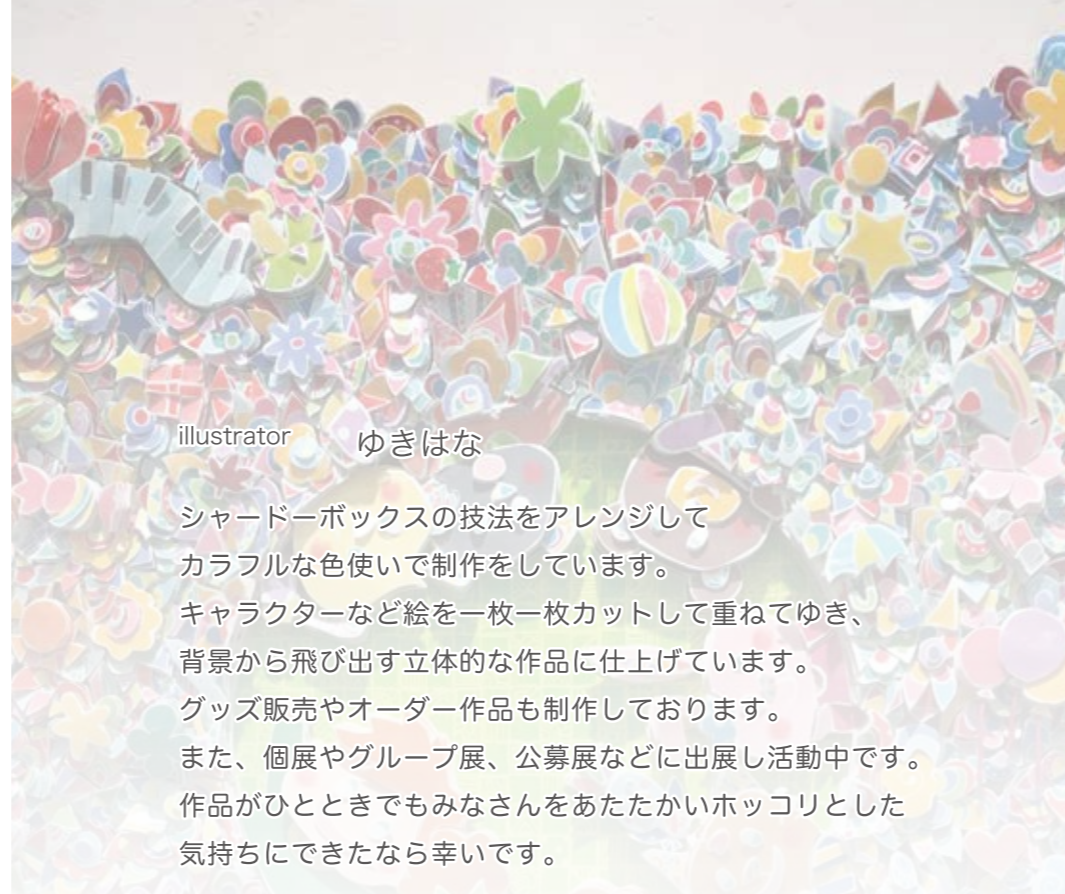 illustrator ゆきはな
シャードーボックスの技法をアレンジして
カラフルな色使いで制作をしています。
キャラクターなど絵を一枚一枚カットして重ねてゆき、
背景から飛び出す立体的な作品に仕上げています。
グッズ販売やオーダー作品も制作しております。
また、個展やグループ展、公募展などに出展し活動中です。
作品がひとときでもみなさんをあたたかいホッコリとした
気持ちにできたなら幸いです。